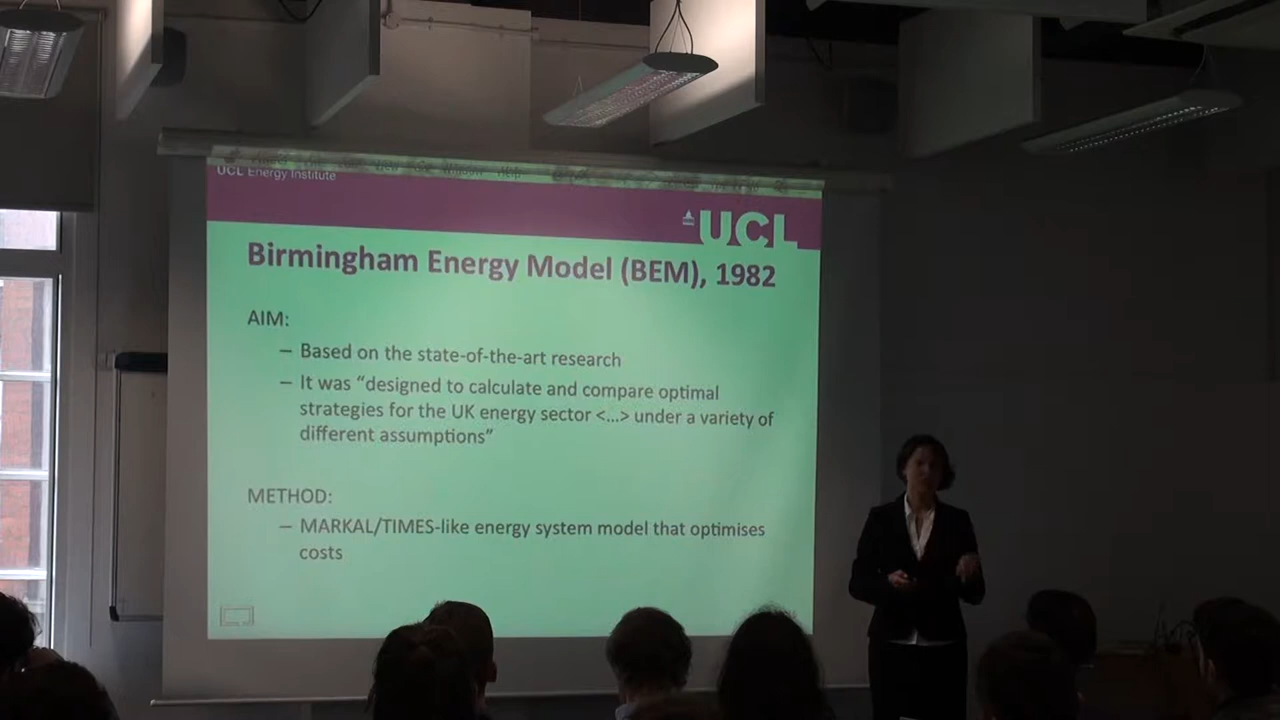 UCL Energy Institute
UCL
Birmingham Energy Model (BEM), 1982
AIM:
– Based on the state-of-the-art research
– It was “designed to calculate and compare optimal
strategies for the UK energy sector <...> under a variety of
different assumptions”
METHOD:
– MARKAL/TIMES-like energy system model that optimises
costs